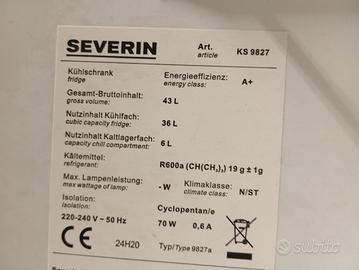 SEVERIN Art. KS 9827
article
Kühlschrank Energieeffizienz: A+
fridge energy class:
Gesamt-Bruttoinhalt:
gross volume: 43 L
Nutzinhalt Kühlfach:
cubic capacity fridge: 36 L
Nutzinhalt Kaltlagerfach:
capacity chill compartment: 6 L
Kältemittel:
refrigerant: R600a (CH(CH₃)₃) 19 g ± 1g
Max. Lampenleistung: - W Klimaklasse: N/ST
max wattage of lamp: climate class:
Isolation:
isolation: Cyclopentan/e
220-240 V ~ 50 Hz 70 W 0,6 A
CE 24H20 Typ/Type 9827a
subito